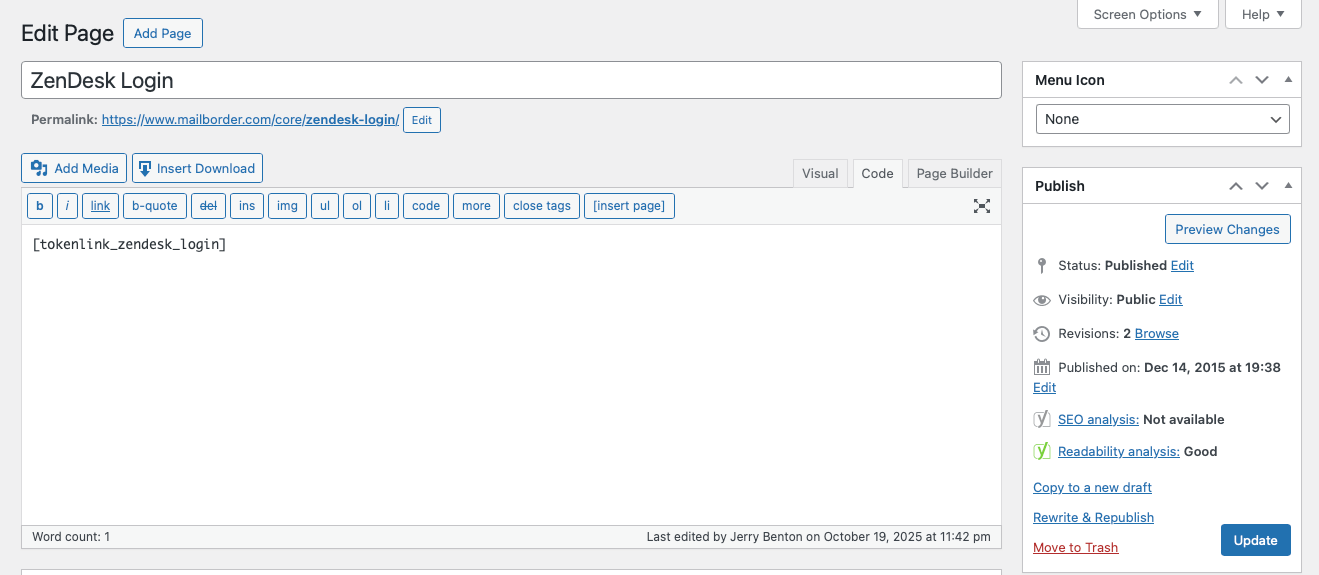 Screen Options ▼ Help ▼
Edit Page Add Page
ZenDesk Login
Permalink: https://www.mailborder.com/core/zendesk-login/ Edit
Add Media Insert Download
Visual Code Page Builder
b i link b-quote del ins img ul ol li code more close tags [insert page]
[tokenlink_zendesk_login]
Word count: 1 Last edited by Jerry Benton on October 19, 2025 at 11:42 pm
Menu Icon
None
Publish
Preview Changes
Status: Published Edit
Visibility: Public Edit
Revisions: 2 Browse
Published on: Dec 14, 2015 at 19:38
Edit
SEO analysis: Not available
Readability analysis: Good
Copy to a new draft
Rewrite & Republish
Move to Trash
Update